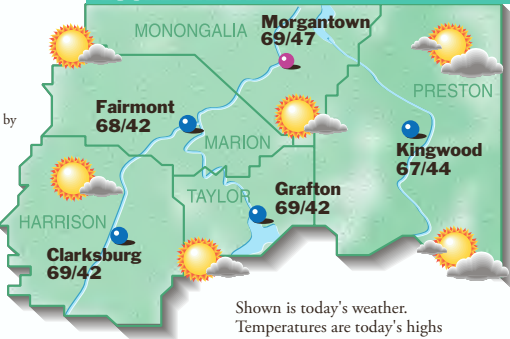 MONONGALIA
Morgantown
69/47
PRESTON
by
Fairmont
68/42
MARION
Kingwood
67/44
TAYLOR
Grafton
69/42
HARRISON
Clarksburg
69/42
Shown is today's weather.
Temperatures are today's highs